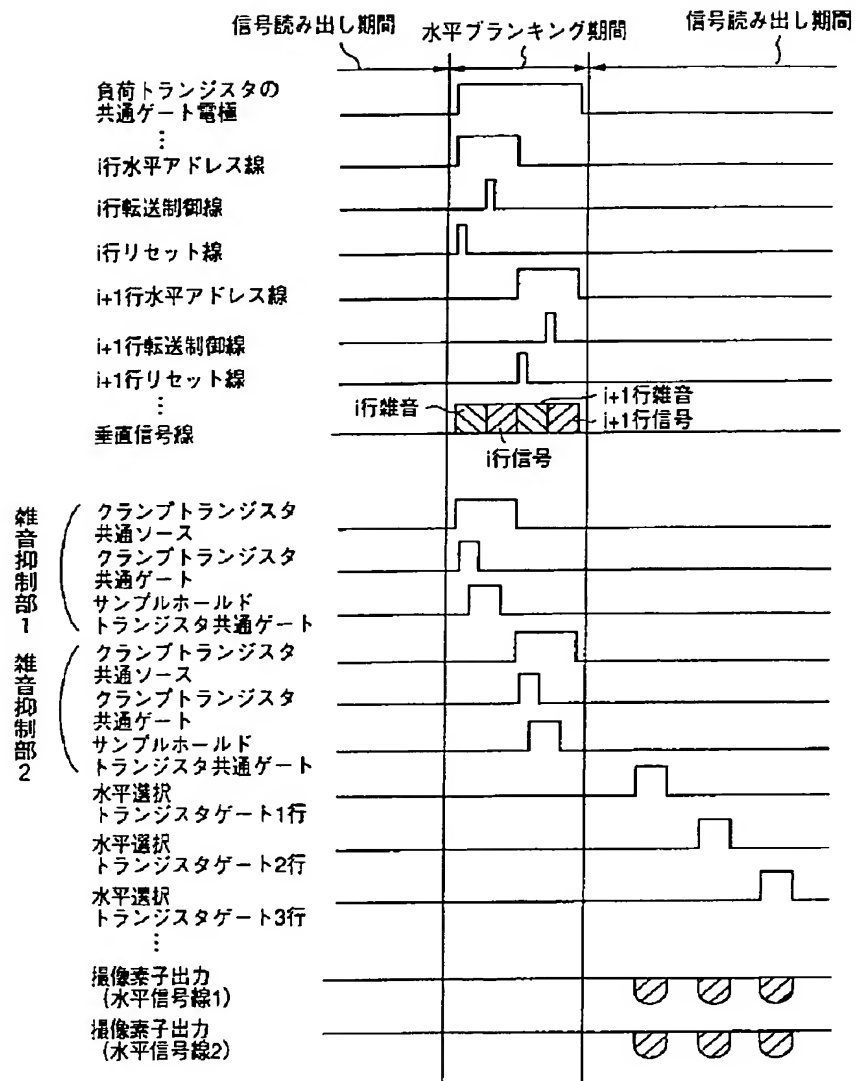 信号読み出し期間
水平ブランキング期間
信号読み出し期間
負荷トランジスタの
共通ゲート電極
⋮
i行水平アドレス線
i行転送制御線
i行リセット線
i+1行水平アドレス線
i+1行転送制御線
i+1行リセット線
⋮
i行雑音
i+1行雑音
i+1行信号
垂直信号線
i行信号
雑音抑制部1
クランプトランジスタ
共通ソース
クランプトランジスタ
共通ゲート
サンプルホールド
トランジスタ共通ゲート
雑音抑制部2
クランプトランジスタ
共通ソース
クランプトランジスタ
共通ゲート
サンプルホールド
トランジスタ共通ゲート
水平選択
トランジスタゲート1行
水平選択
トランジスタゲート2行
水平選択
トランジスタゲート3行
⋮
撮像素子出力
(水平信号線1)
撮像素子出力
(水平信号線2)